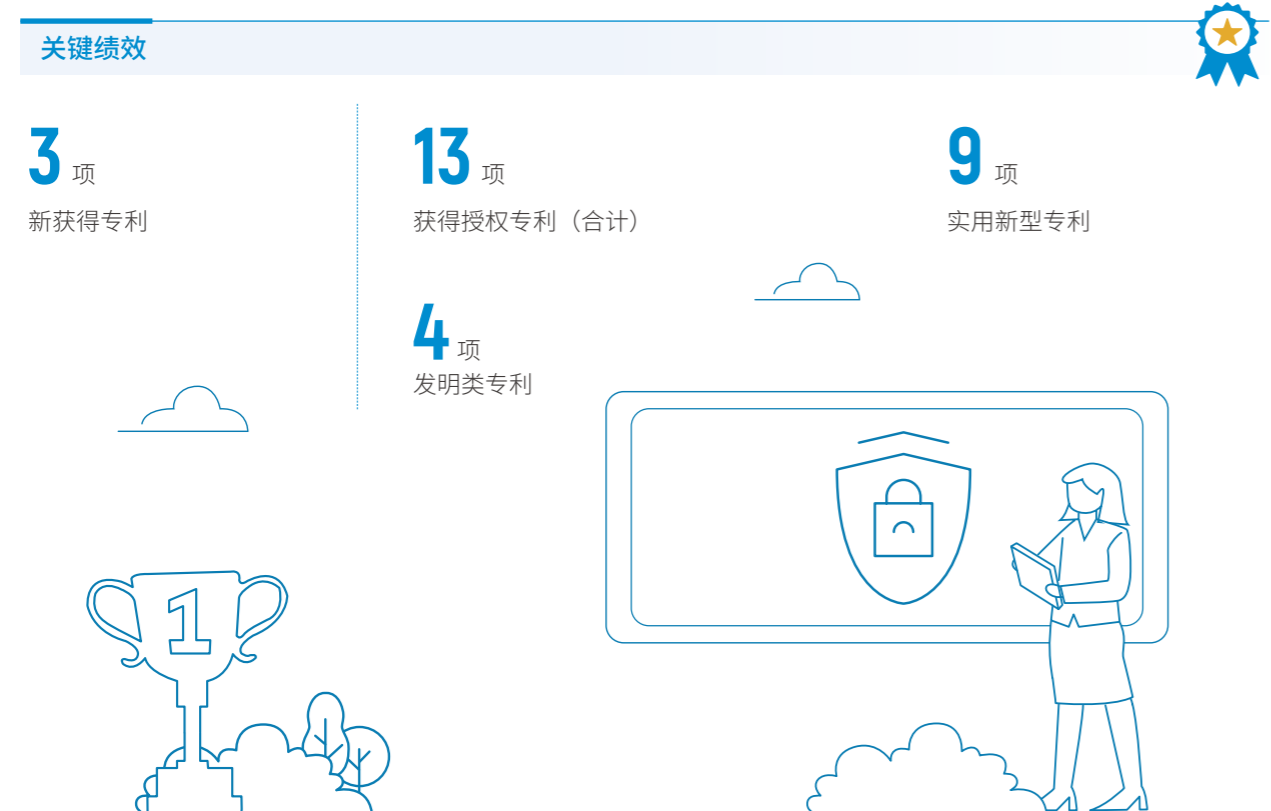 关键绩效
3 项
新获得专利
13 项
获得授权专利（合计）
9 项
实用新型专利
4 项
发明类专利
1